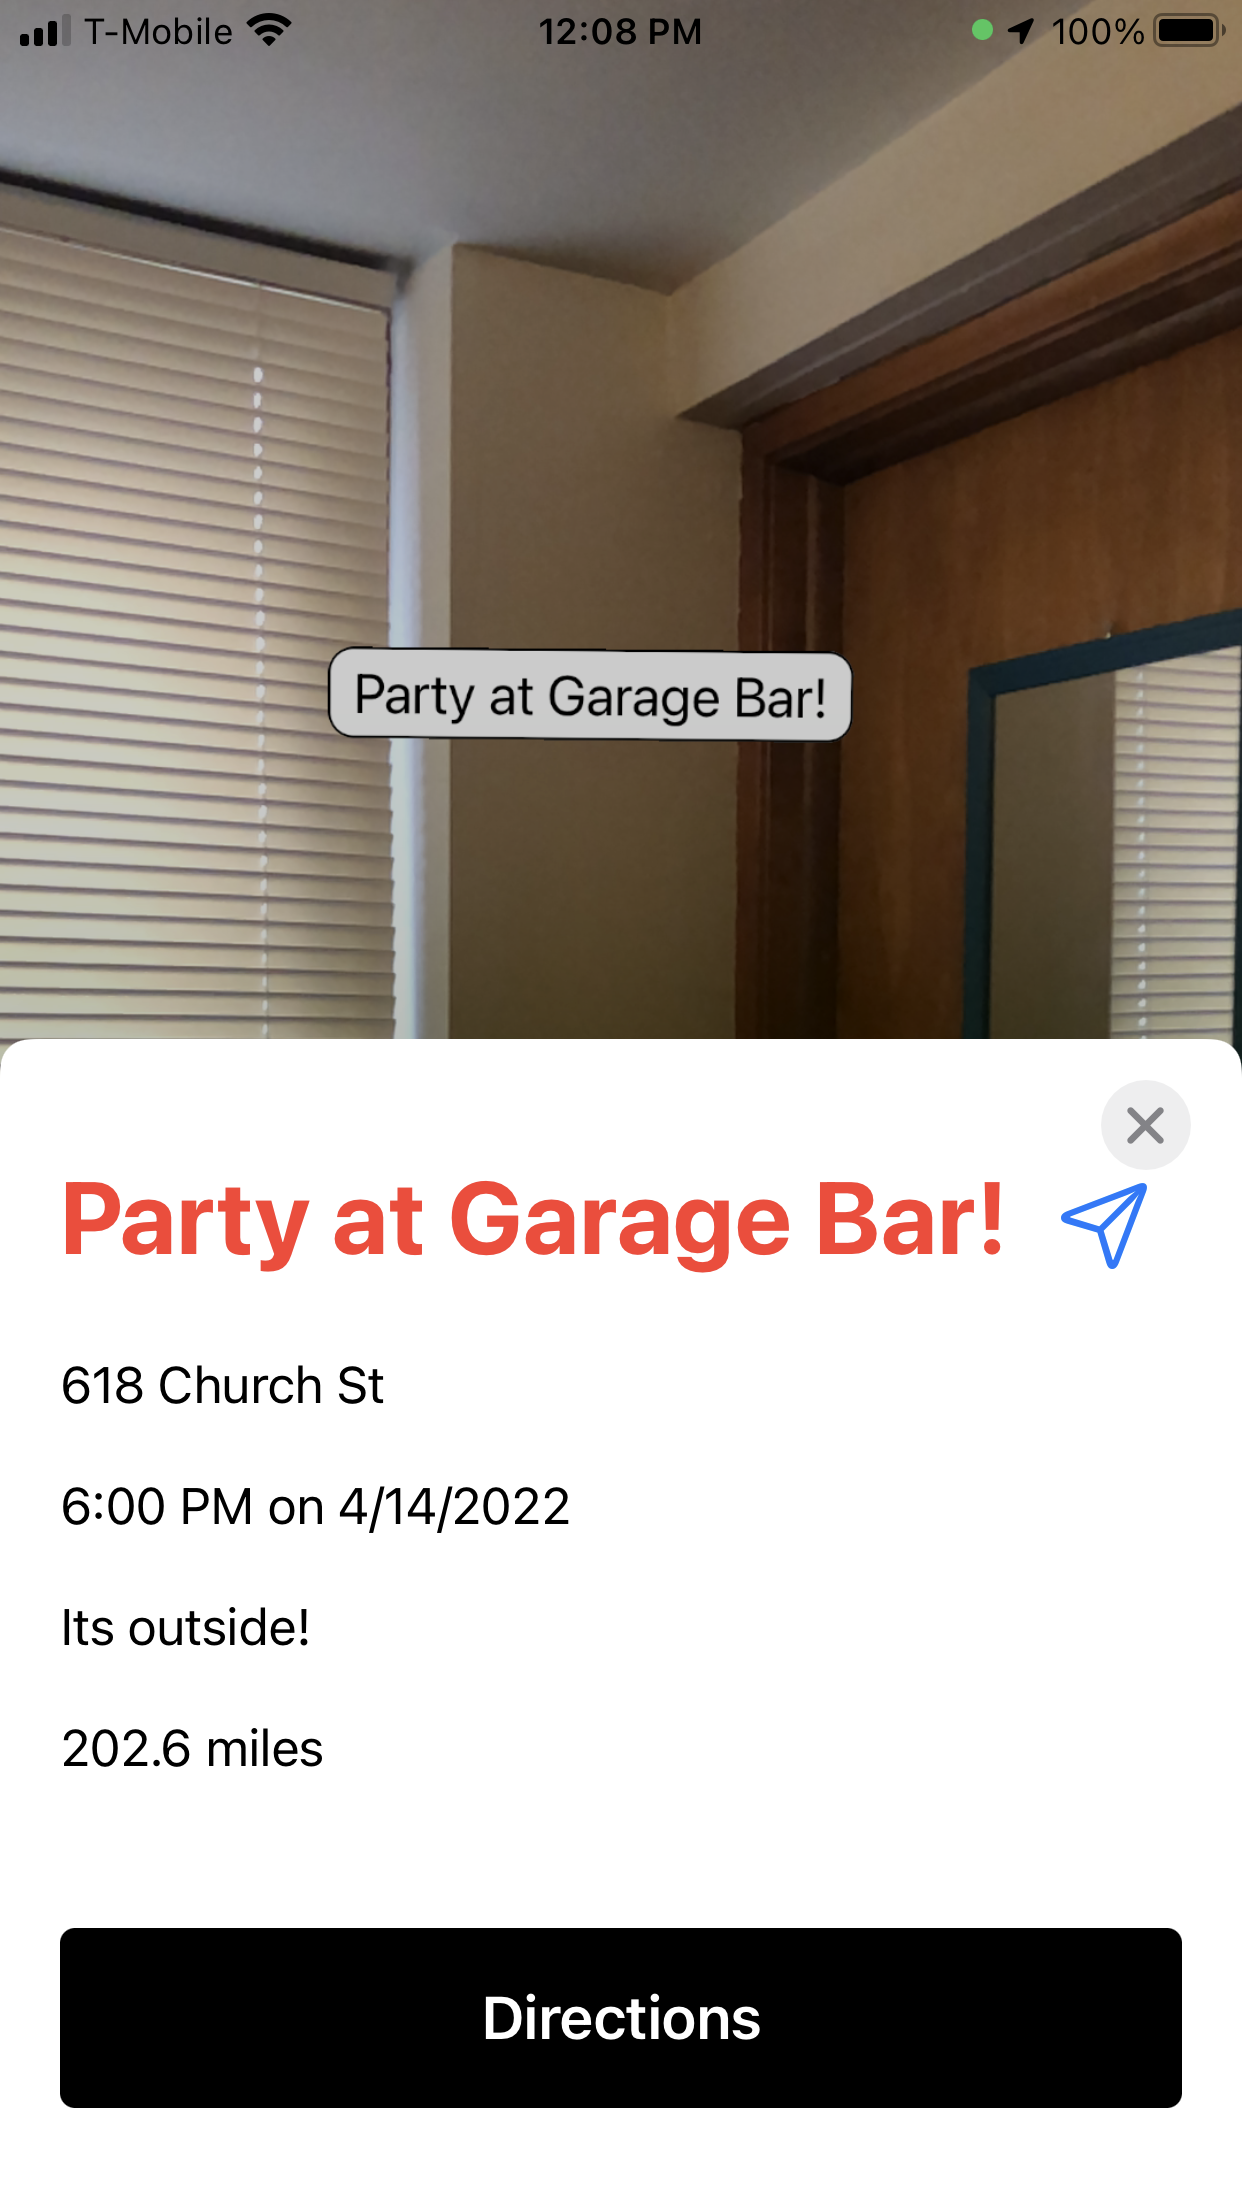 T-Mobile 12:08 PM 100%
Party at Garage Bar!
Party at Garage Bar!
618 Church St
6:00 PM on 4/14/2022
Its outside!
202.6 miles
Directions